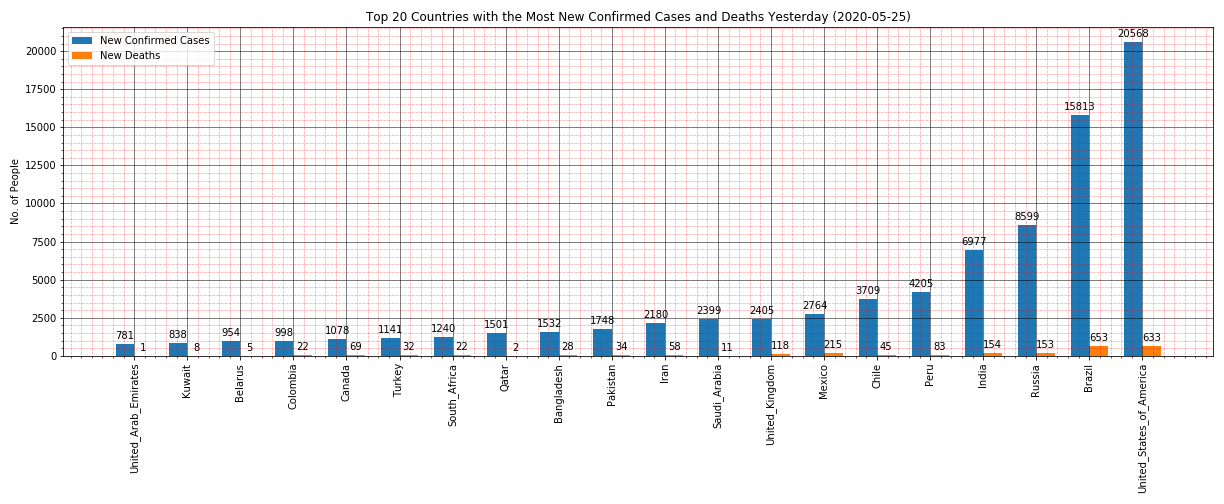 Top 20 Countries with the Most New Confirmed Cases and Deaths Yesterday (2020-05-25)
New Confirmed Cases
New Deaths
No. of People
20000
17500
15000
12500
10000
7500
5000
2500
0
781
1
838
8
954
5
998
22
1078
69
1141
32
1240
22
1501
2
1532
28
1748
34
2180
58
2399
11
2405
118
2764
215
3709
45
4205
83
6977
154
8599
153
15813
653
20568
633
United_Arab_Emirates
Kuwait
Belarus
Colombia
Canada
Turkey
South_Africa
Qatar
Bangladesh
Pakistan
Iran
Saudi_Arabia
United_Kingdom
Mexico
Chile
Peru
India
Russia
Brazil
United_States_of_America